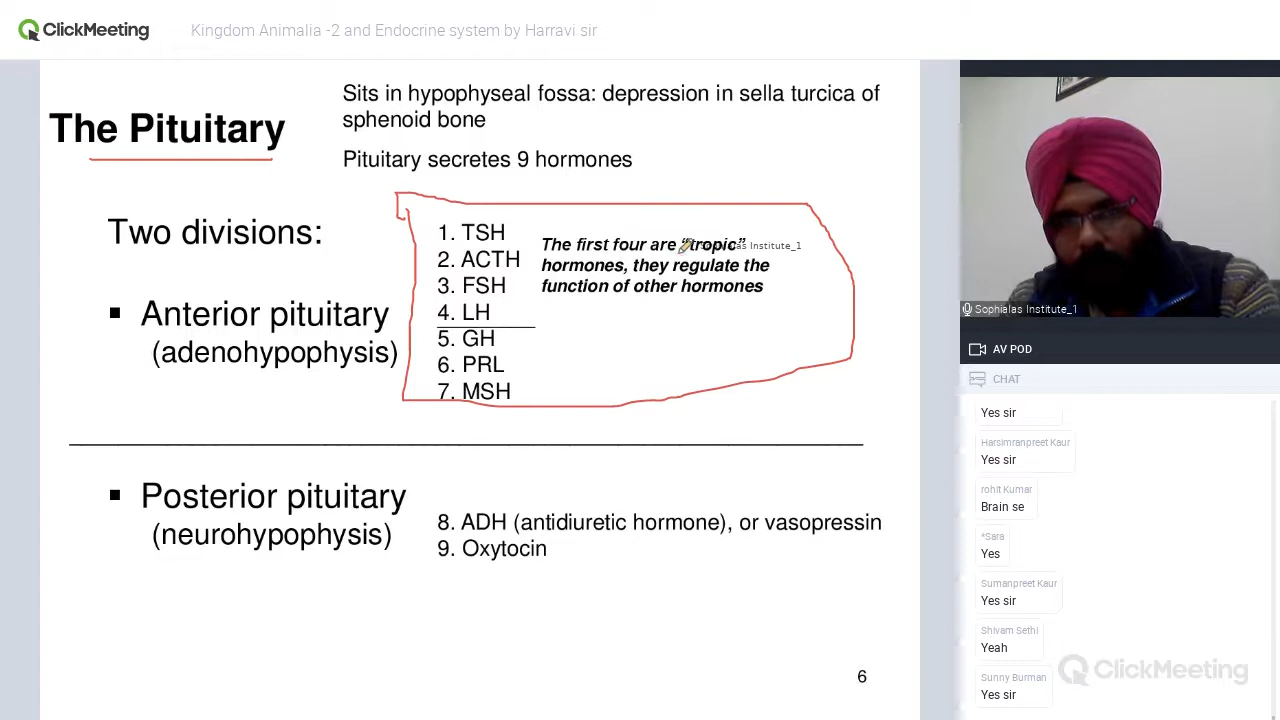 ClickMeeting
Kingdom Animalia -2 and Endocrine system by Harravi sir
The Pituitary
Sits in hypophyseal fossa: depression in sella turcica of
sphenoid bone
Pituitary secretes 9 hormones
Two divisions:
▪ Anterior pituitary
(adenohypophysis)
1. TSH
2. ACTH
3. FSH
4. LH
5. GH
6. PRL
7. MSH
The first four are “tropic”
hormones, they regulate the
function of other hormones
Sophialas Institute_1
▪ Posterior pituitary
(neurohypophysis)
8. ADH (antidiuretic hormone), or vasopressin
9. Oxytocin
6
Sophialas Institute_1
AV POD
CHAT
Yes sir
Harsimranpreet Kaur
Yes sir
rohit Kumar
Brain se
*Sara
Yes
Sumanpreet Kaur
Yes sir
Shivam Sethi
Yeah
Sunny Burman
Yes sir
ClickMeeting